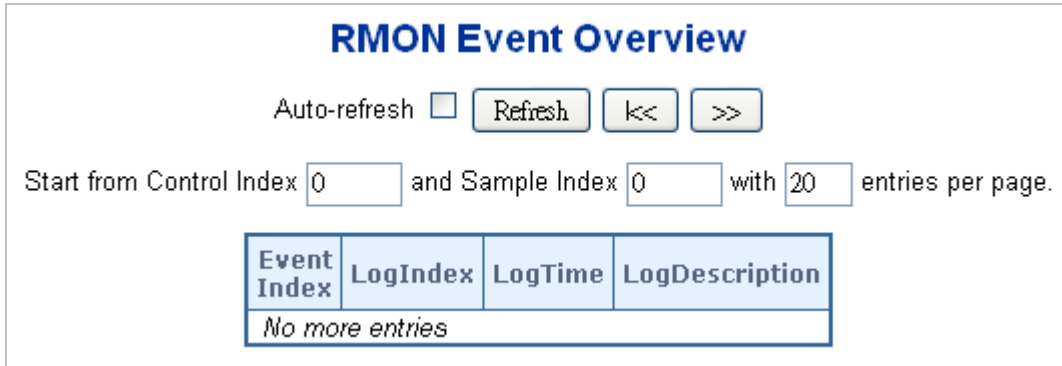 RMON Event Overview
Auto-refresh Refresh k<< >>
Start from Control Index 0 and Sample Index 0 with 20 entries per page.
Event Index LogIndex LogTime LogDescription
No more entries